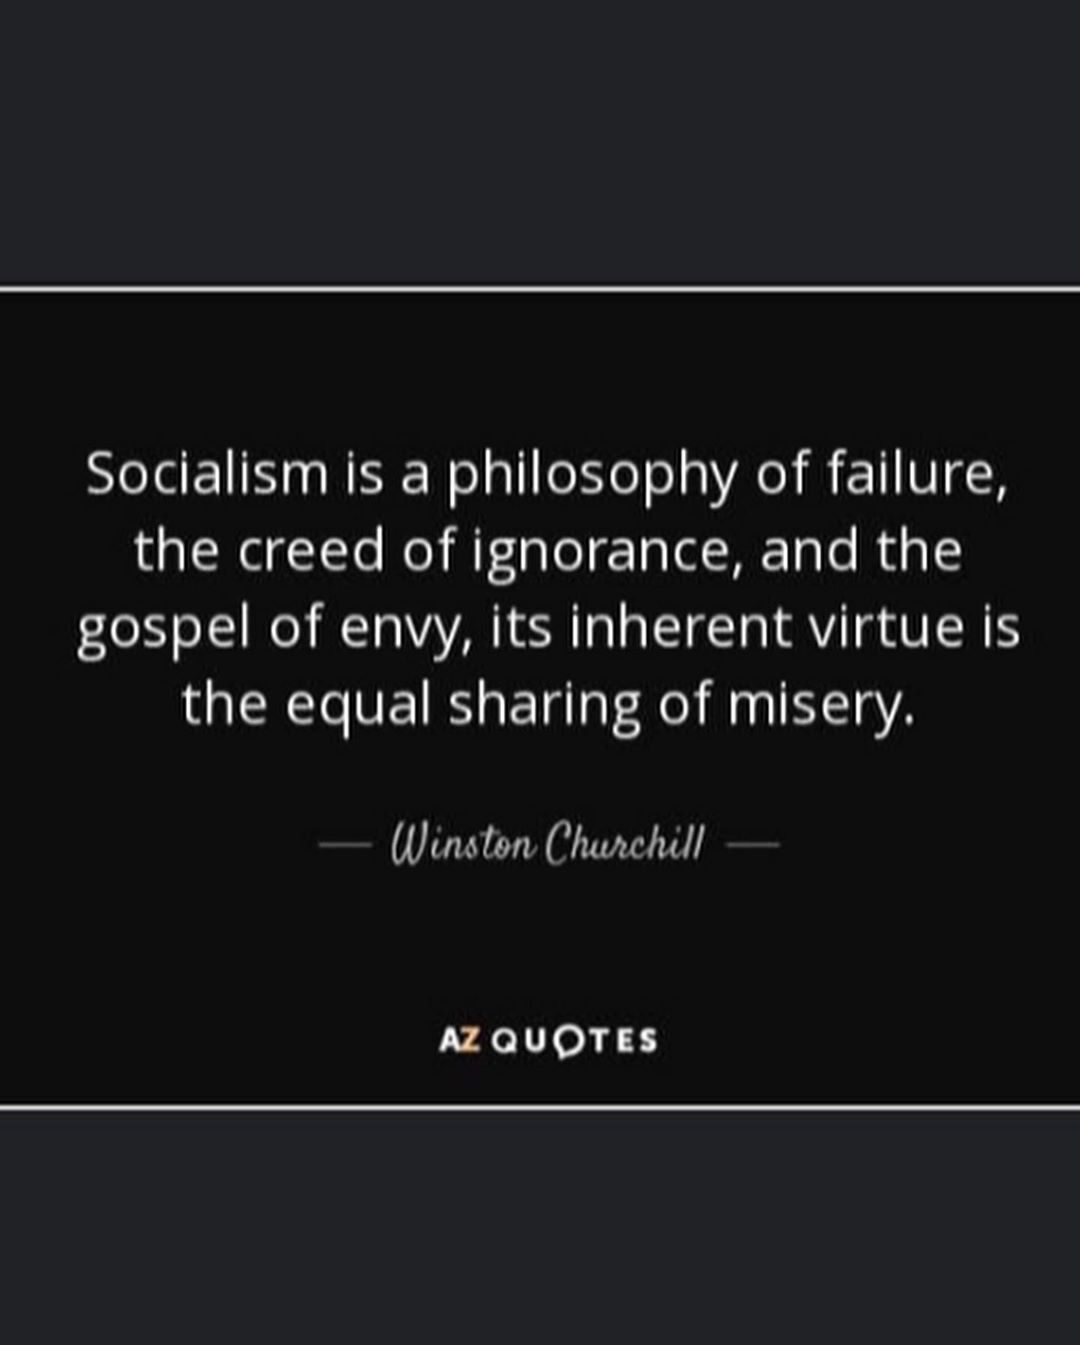 Socialism is a philosophy of failure,
the creed of ignorance, and the
gospel of envy, its inherent virtue is
the equal sharing of misery.
— Winston Churchill —
AZ QUOTES